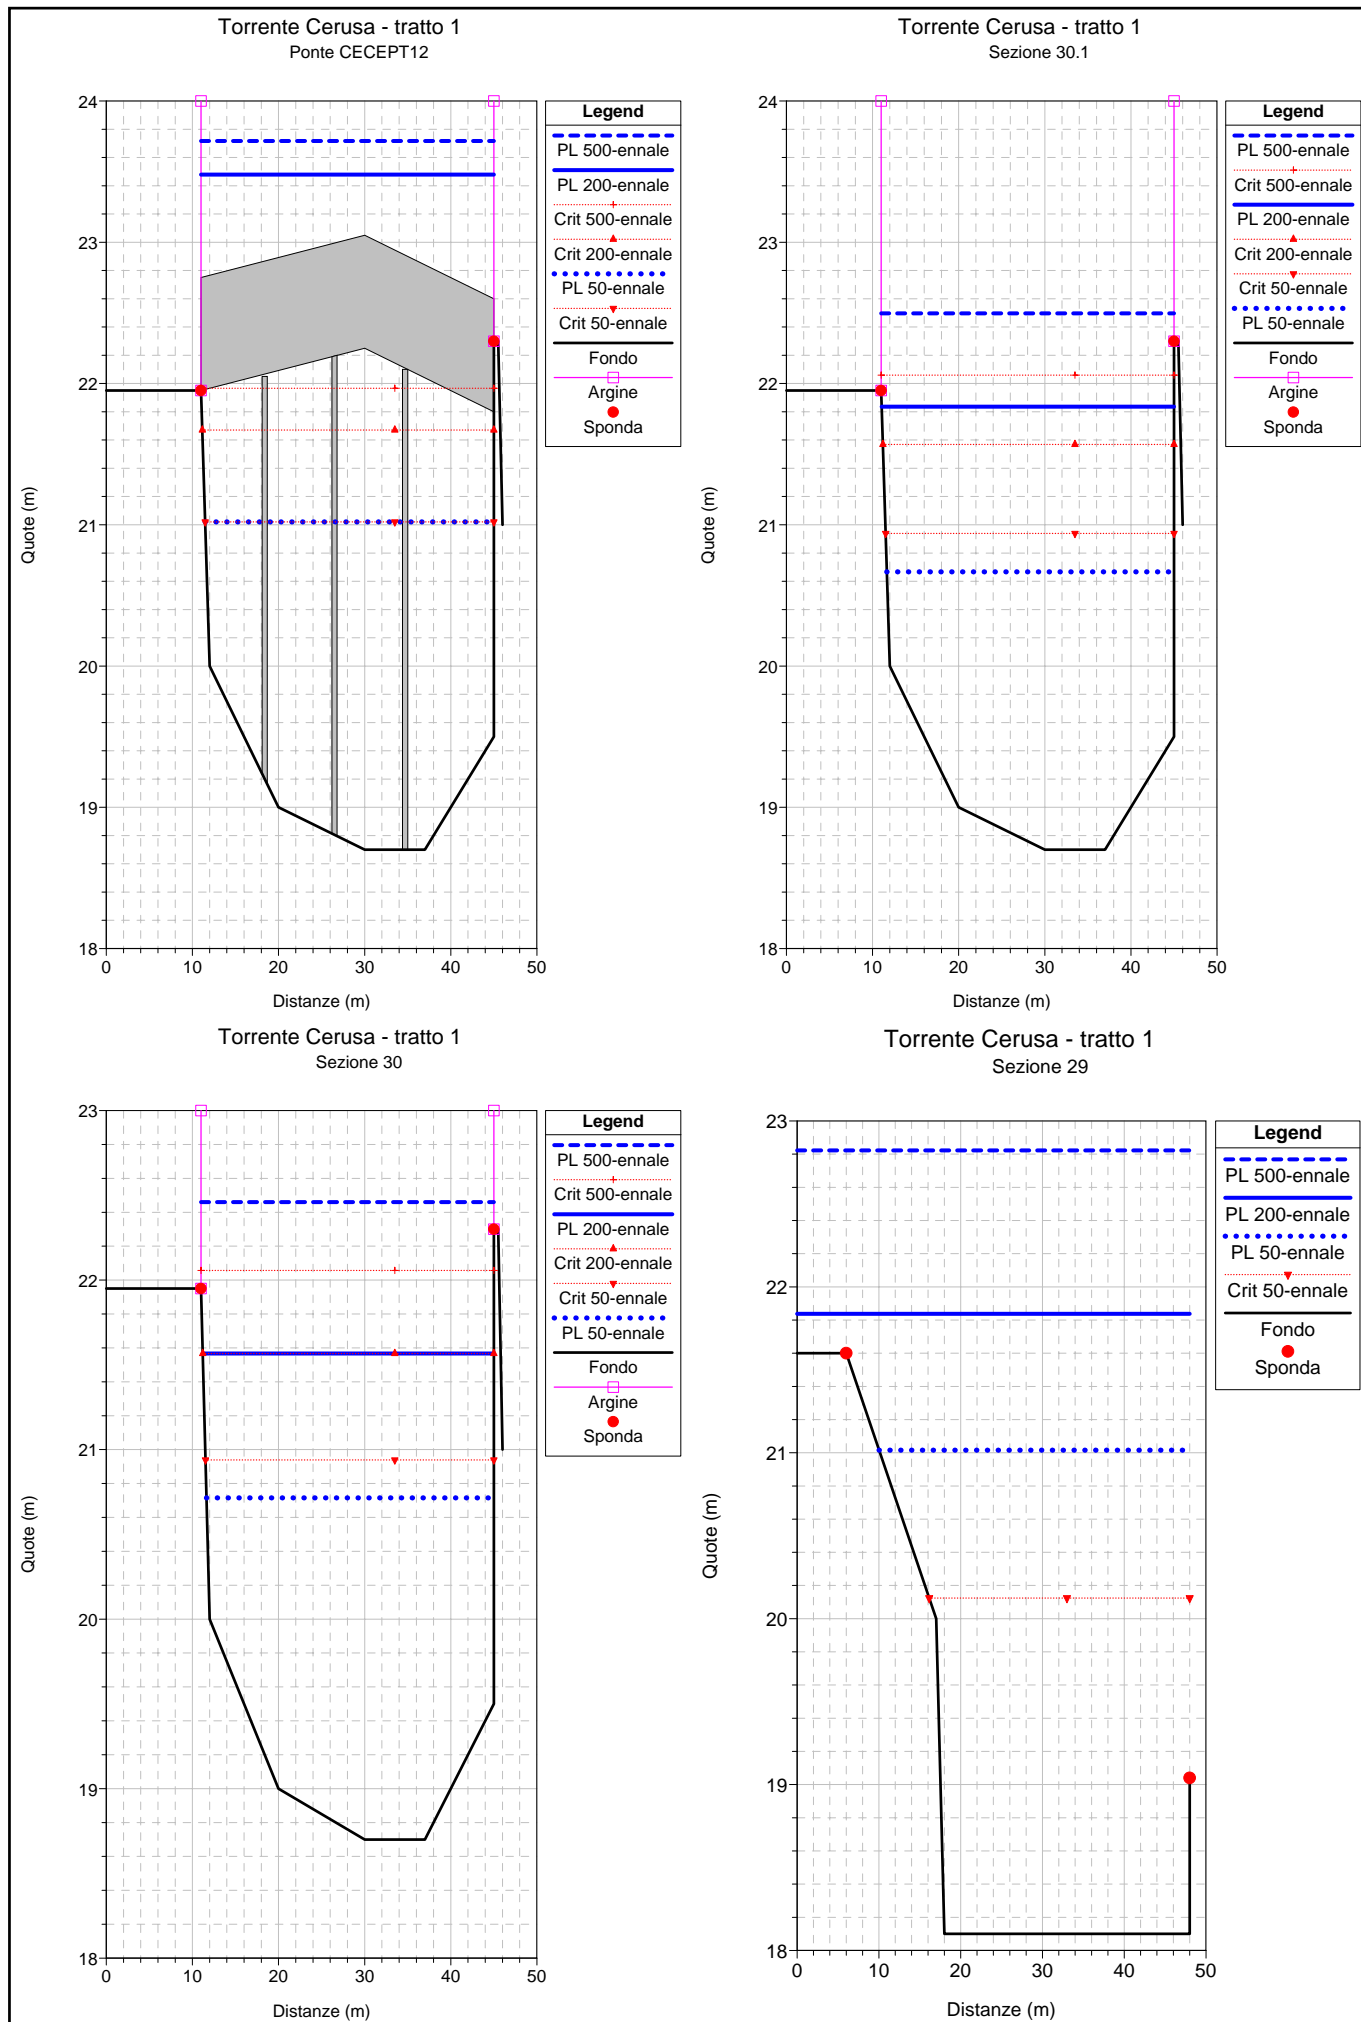 Torrente Cerusa - tratto 1
Ponte CECEPT12
24
23
22
21
20
19
18
Quote (m)
0 10 20 30 40 50
Distanze (m)
Legend
PL 500-ennale
PL 200-ennale
Crit 500-ennale
Crit 200-ennale
PL 50-ennale
Crit 50-ennale
Fondo
Argine
Sponda
Torrente Cerusa - tratto 1
Sezione 30.1
24
23
22
21
20
19
18
Quote (m)
0 10 20 30 40 50
Distanze (m)
Legend
PL 500-ennale
Crit 500-ennale
PL 200-ennale
Crit 200-ennale
Crit 50-ennale
PL 50-ennale
Fondo
Argine
Sponda
Torrente Cerusa - tratto 1
Sezione 30
23
22
21
20
19
18
Quote (m)
0 10 20 30 40 50
Distanze (m)
Legend
PL 500-ennale
Crit 500-ennale
PL 200-ennale
Crit 200-ennale
Crit 50-ennale
PL 50-ennale
Fondo
Argine
Sponda
Torrente Cerusa - tratto 1
Sezione 29
23
22
21
20
19
18
Quote (m)
0 10 20 30 40 50
Distanze (m)
Legend
PL 500-ennale
PL 200-ennale
PL 50-ennale
Crit 50-ennale
Fondo
Sponda